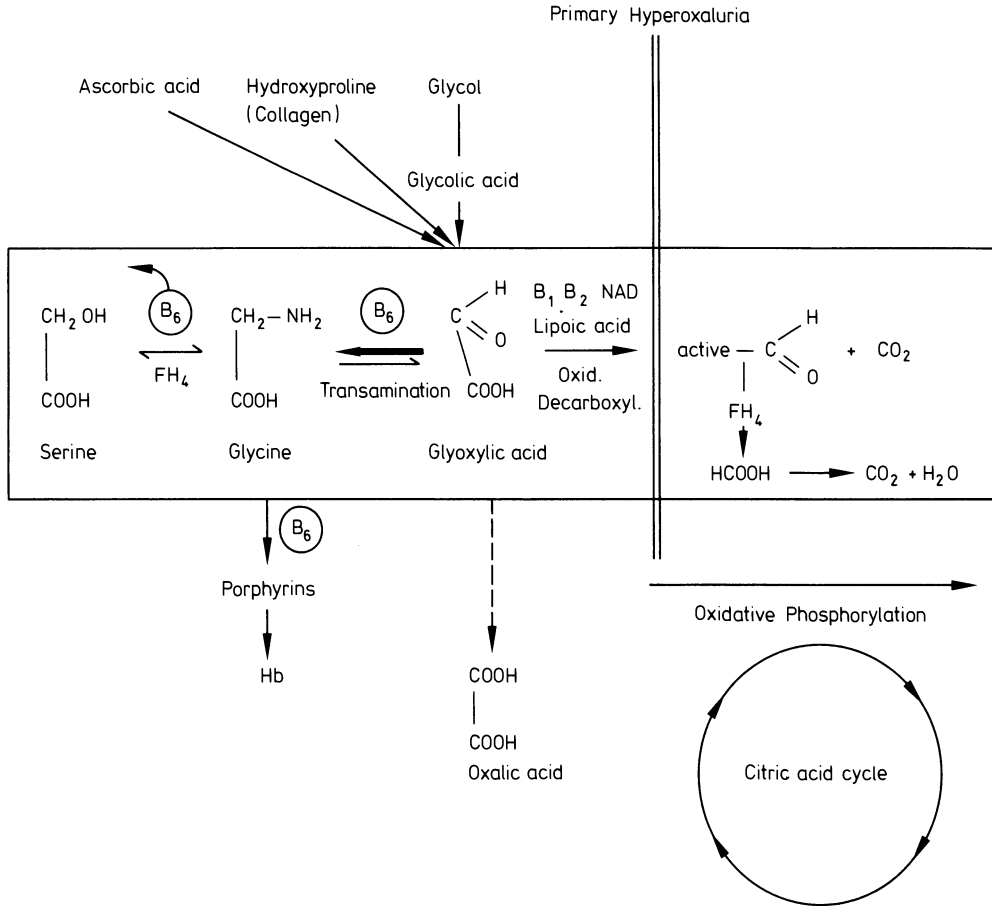 Primary Hyperoxaluria
Ascorbic acid
Hydroxyproline
(Collagen)
Glycol
Glycolic acid
CH2 OH
COOH
Serine
B6
FH4
CH2 – NH2
COOH
Glycine
B6
Transamination
H
C
O
COOH
Glyoxylic acid
B1 B2 NAD
Lipoic acid
Oxid.
Decarboxyl.
H
active – C + CO2
O
FH4
HCOOH
CO2 + H2O
B6
Porphyrins
Hb
COOH
COOH
Oxalic acid
Oxidative Phosphorylation
Citric acid cycle